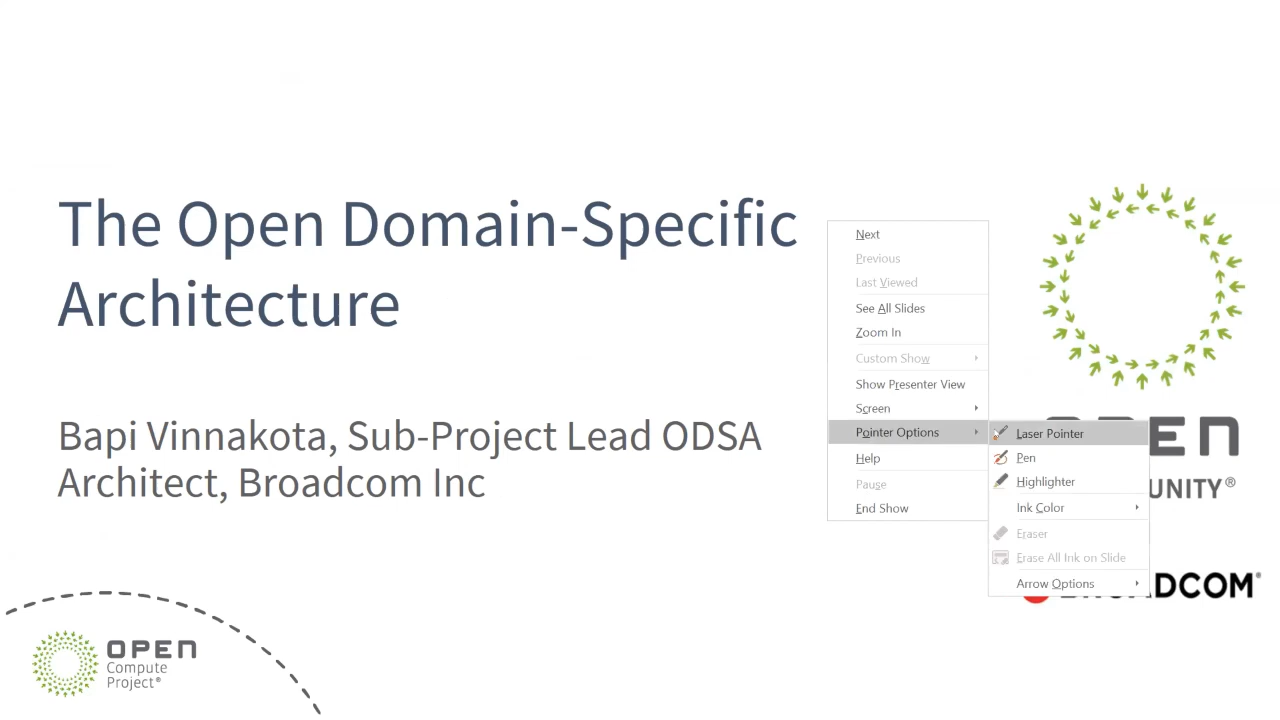 The Open Domain-Specific
Architecture
Bapi Vinnakota, Sub-Project Lead ODSA
Architect, Broadcom Inc
Next
Previous
Last Viewed
See All Slides
Zoom In
Custom Show
Show Presenter View
Screen
Pointer Options
Help
Pause
End Show
Laser Pointer
Pen
Highlighter
Ink Color
Eraser
Erase All Ink on Slide
Arrow Options
OPEN
Compute
Project®